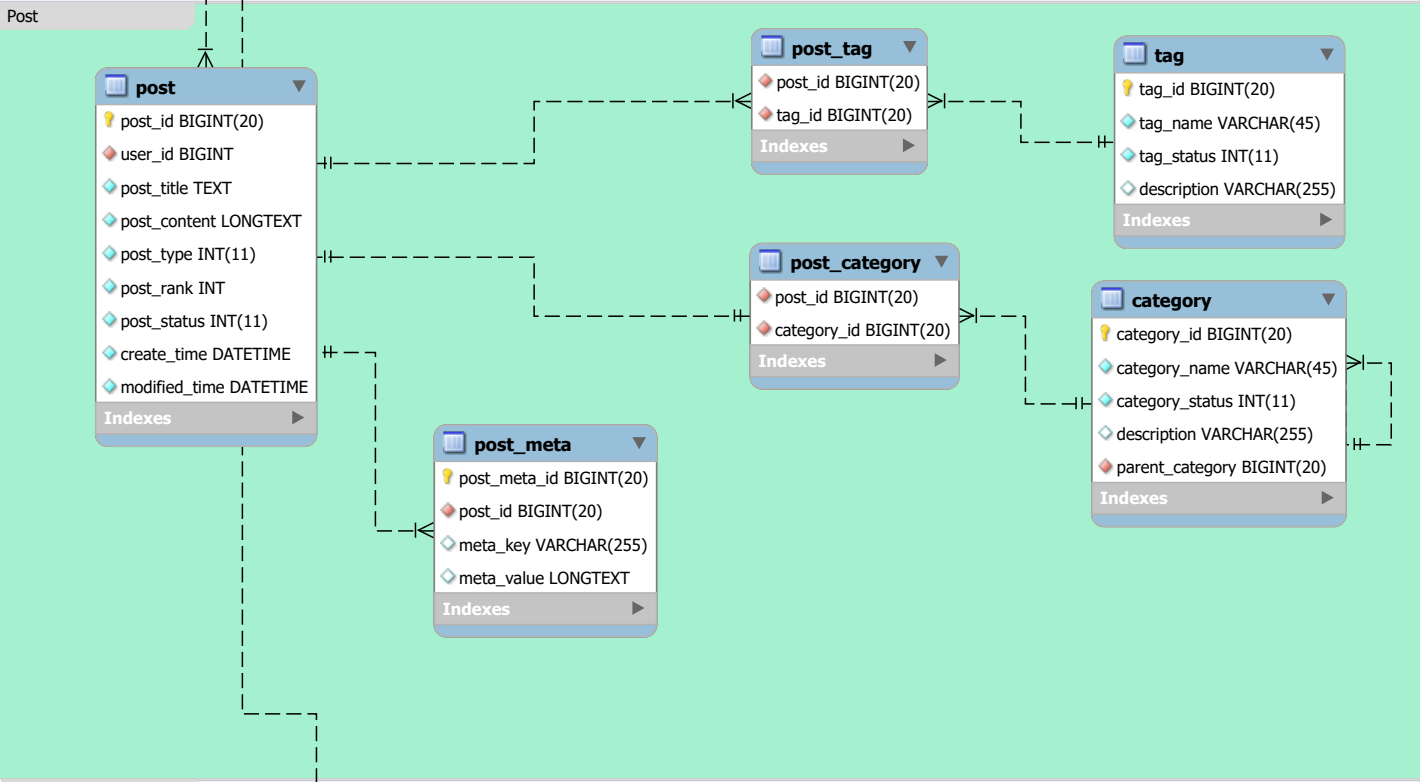 Post
post
post_id BIGINT(20)
user_id BIGINT
post_title TEXT
post_content LONGTEXT
post_type INT(11)
post_rank INT
post_status INT(11)
create_time DATETIME
modified_time DATETIME
Indexes
post_tag
post_id BIGINT(20)
tag_id BIGINT(20)
Indexes
tag
tag_id BIGINT(20)
tag_name VARCHAR(45)
tag_status INT(11)
description VARCHAR(255)
Indexes
post_category
post_id BIGINT(20)
category_id BIGINT(20)
Indexes
category
category_id BIGINT(20)
category_name VARCHAR(45)
category_status INT(11)
description VARCHAR(255)
parent_category BIGINT(20)
Indexes
post_meta
post_meta_id BIGINT(20)
post_id BIGINT(20)
meta_key VARCHAR(255)
meta_value LONGTEXT
Indexes